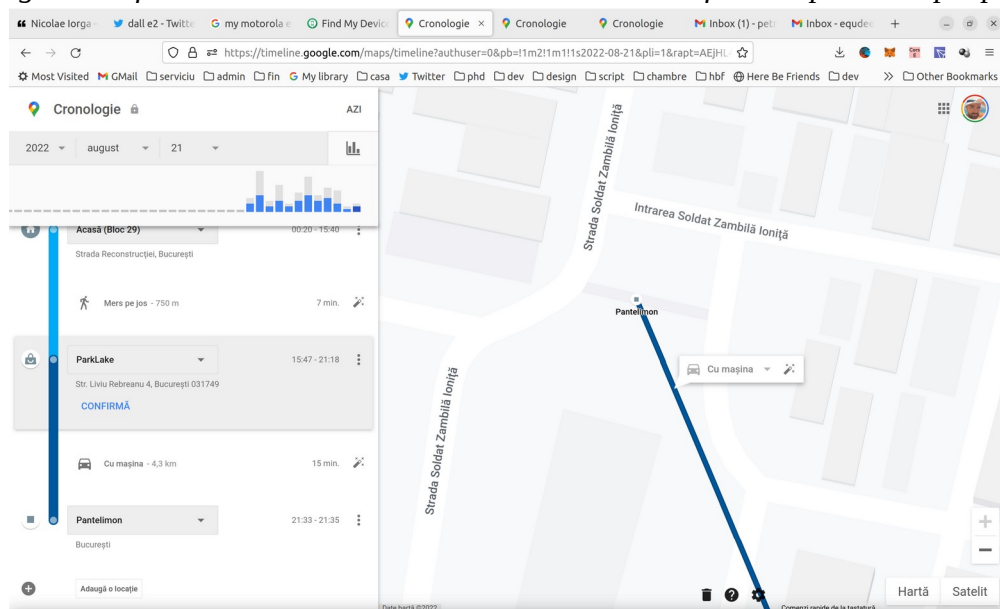 Nicolae Iorga
dall e2 - Twitte
my motorola e
Find My Devic
Cronologie
Cronologie
Cronologie
Inbox (1) - pet
Inbox - equdee
https://timeline.google.com/maps/timeline?authuser=0&pb=!1m2!1m1!1s2022-08-21&pli=1&rapt=AEjHL
Most Visited GMail serviciu admin fin My library casa Twitter phd dev design script chambre hbf Here Be Friends dev Other Bookmarks
Cronologie AZI
2022 august 21
Acasă (Bloc 29) 00:20 - 15:40
Strada Reconstrucției, București
Mers pe jos - 750 m 7 min.
ParkLake 15:47 - 21:18
Str. Liviu Rebreanu 4, București 031749
CONFIRMĂ
Cu mașina - 4,3 km 15 min.
Pantelimon 21:33 - 21:35
București
Adaugă o locație
Strada Soldat Zambilă Ioniță
Intrarea Soldat Zambilă Ioniță
Pantelimon
Cu mașina
Strada Soldat Zambilă Ioniță
Hartă Satelit
Date hartă ©2022
Comenzi rapide de la tastatură